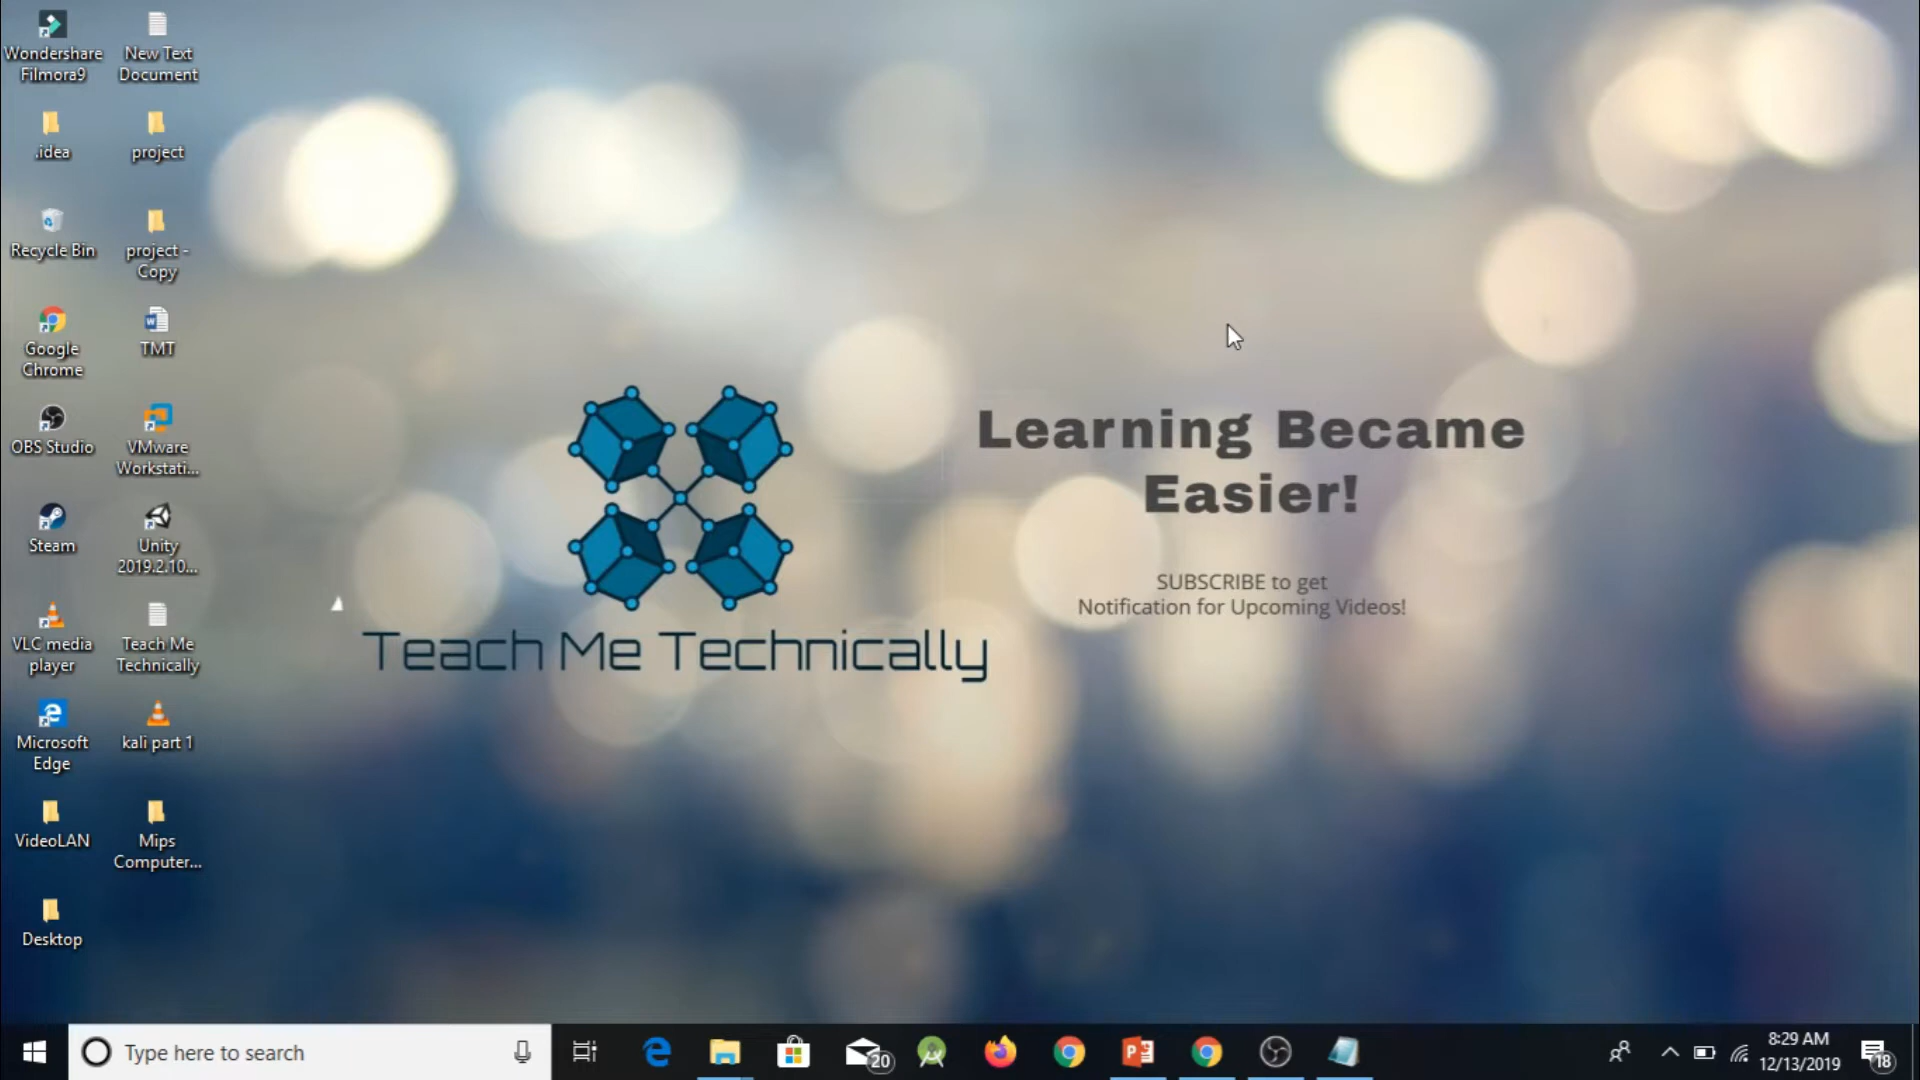 Wondershare
Filmora9
New Text
Document
.idea
project
Recycle Bin
project -
Copy
Google
Chrome
TMT
OBS Studio
VMware
Workstati...
Steam
Unity
2019.2.10...
VLC media
player
Teach Me
Technically
Microsoft
Edge
kali part 1
VideoLAN
Mips
Computer...
Desktop
Teach Me Technically
Learning Became
Easier!
SUBSCRIBE to get
Notification for Upcoming Videos!
Type here to search
20
8:29 AM
12/13/2019
18